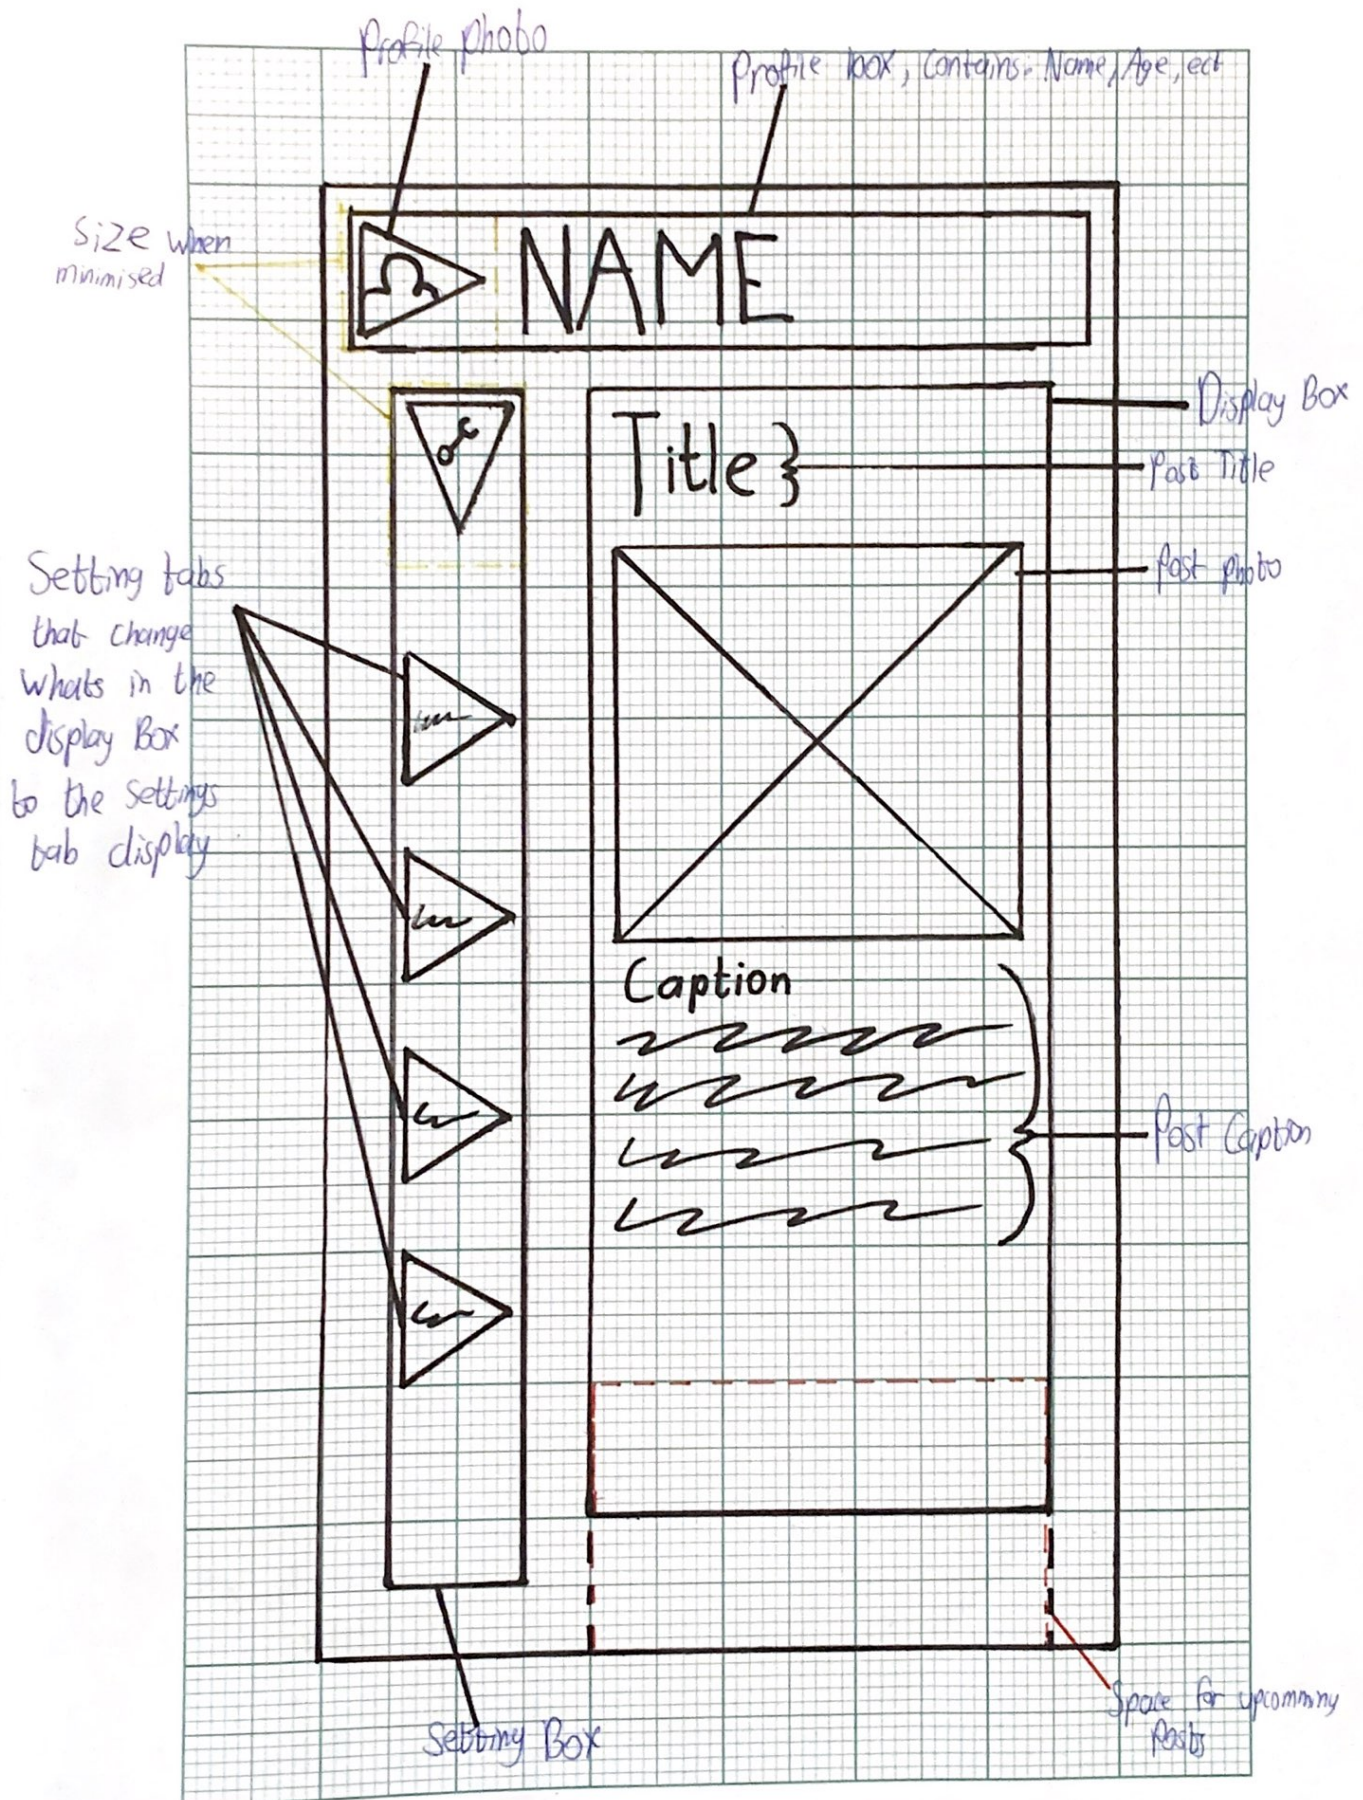 Profile photo
Profile box, Contains: Name, Age, ect
Size when
minimised
NAME
Display Box
Title
Post Title
Post photo
Setting tabs
that change
whats in the
display Box
to the settings
tab display
Caption
Post Caption
Space for upcomming
Posts
Setting Box